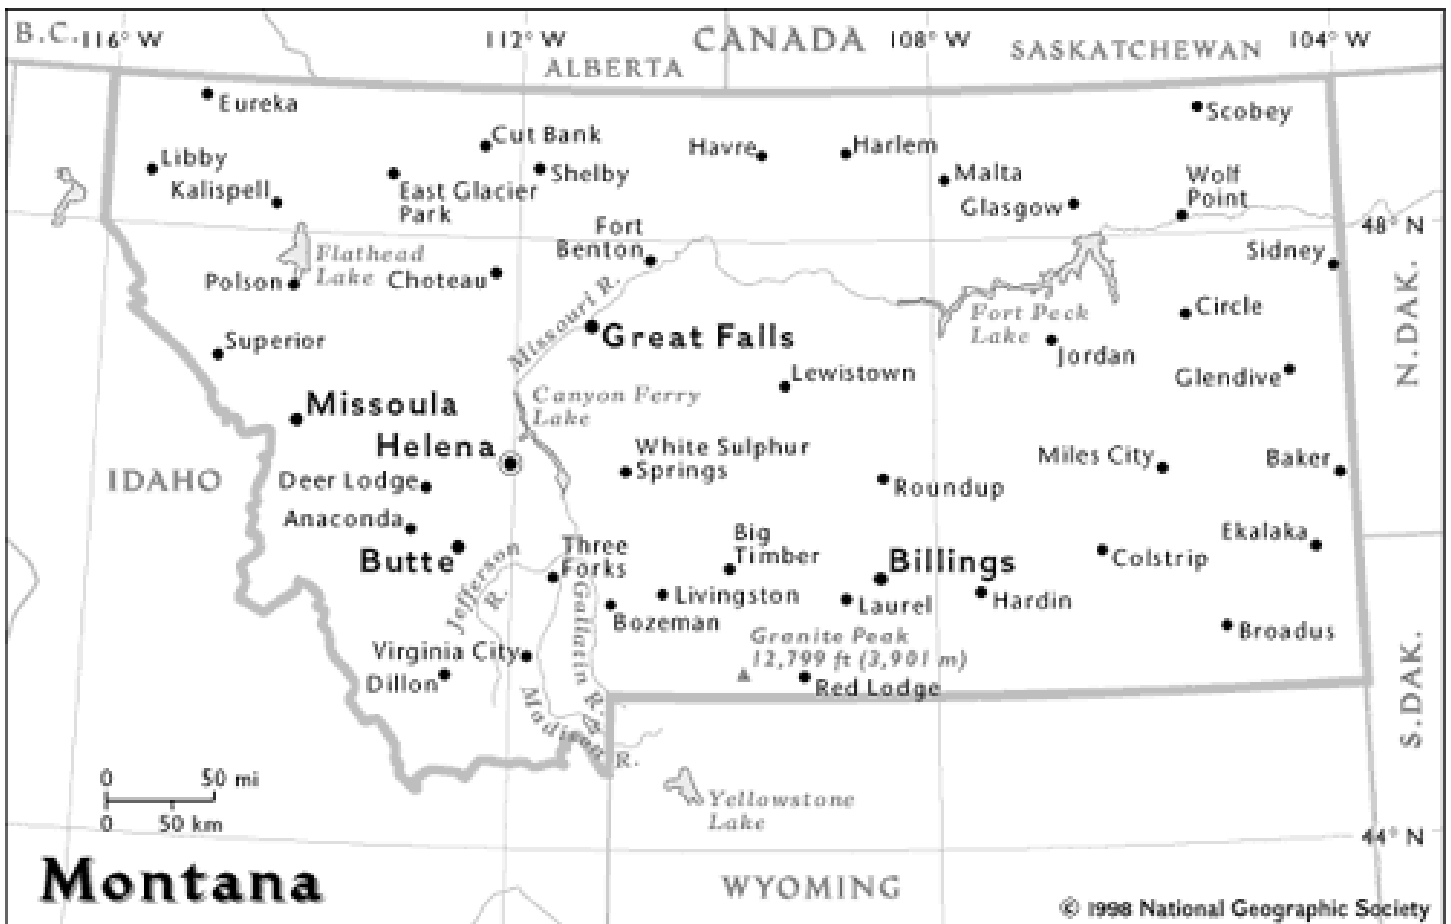 B.C.
116° W
112° W
CANADA
108° W
104° W
ALBERTA
SASKATCHEWAN
Eureka
Scobey
Cut Bank
Havre
Harlem
Libby
Shelby
Malta
Wolf
Point
Kalispell
East Glacier
Park
Glasgow
48° N
Fort
Benton
Flathead
Lake
Sidney
Polson
Choteau
N.DAK.
Missouri R.
Fort Peck
Lake
Circle
Superior
Great Falls
Jordan
Lewistown
Glendive
Canyon Ferry
Lake
Missoula
Helena
White Sulphur
Springs
Miles City
Baker
IDAHO
Deer Lodge
Roundup
Anaconda
Big
Timber
Ekalaka
Butte
Jefferson
R.
Three
Forks
Billings
Colstrip
Gallatin R.
Livingston
Laurel
Hardin
Bozeman
Broadus
Granite Peak
12,799 ft (3,901 m)
Virginia City
Dillon
Red Lodge
S.DAK.
Madison
R.
0 50 mi
0 50 km
Yellowstone
Lake
44° N
Montana
WYOMING
© 1998 National Geographic Society